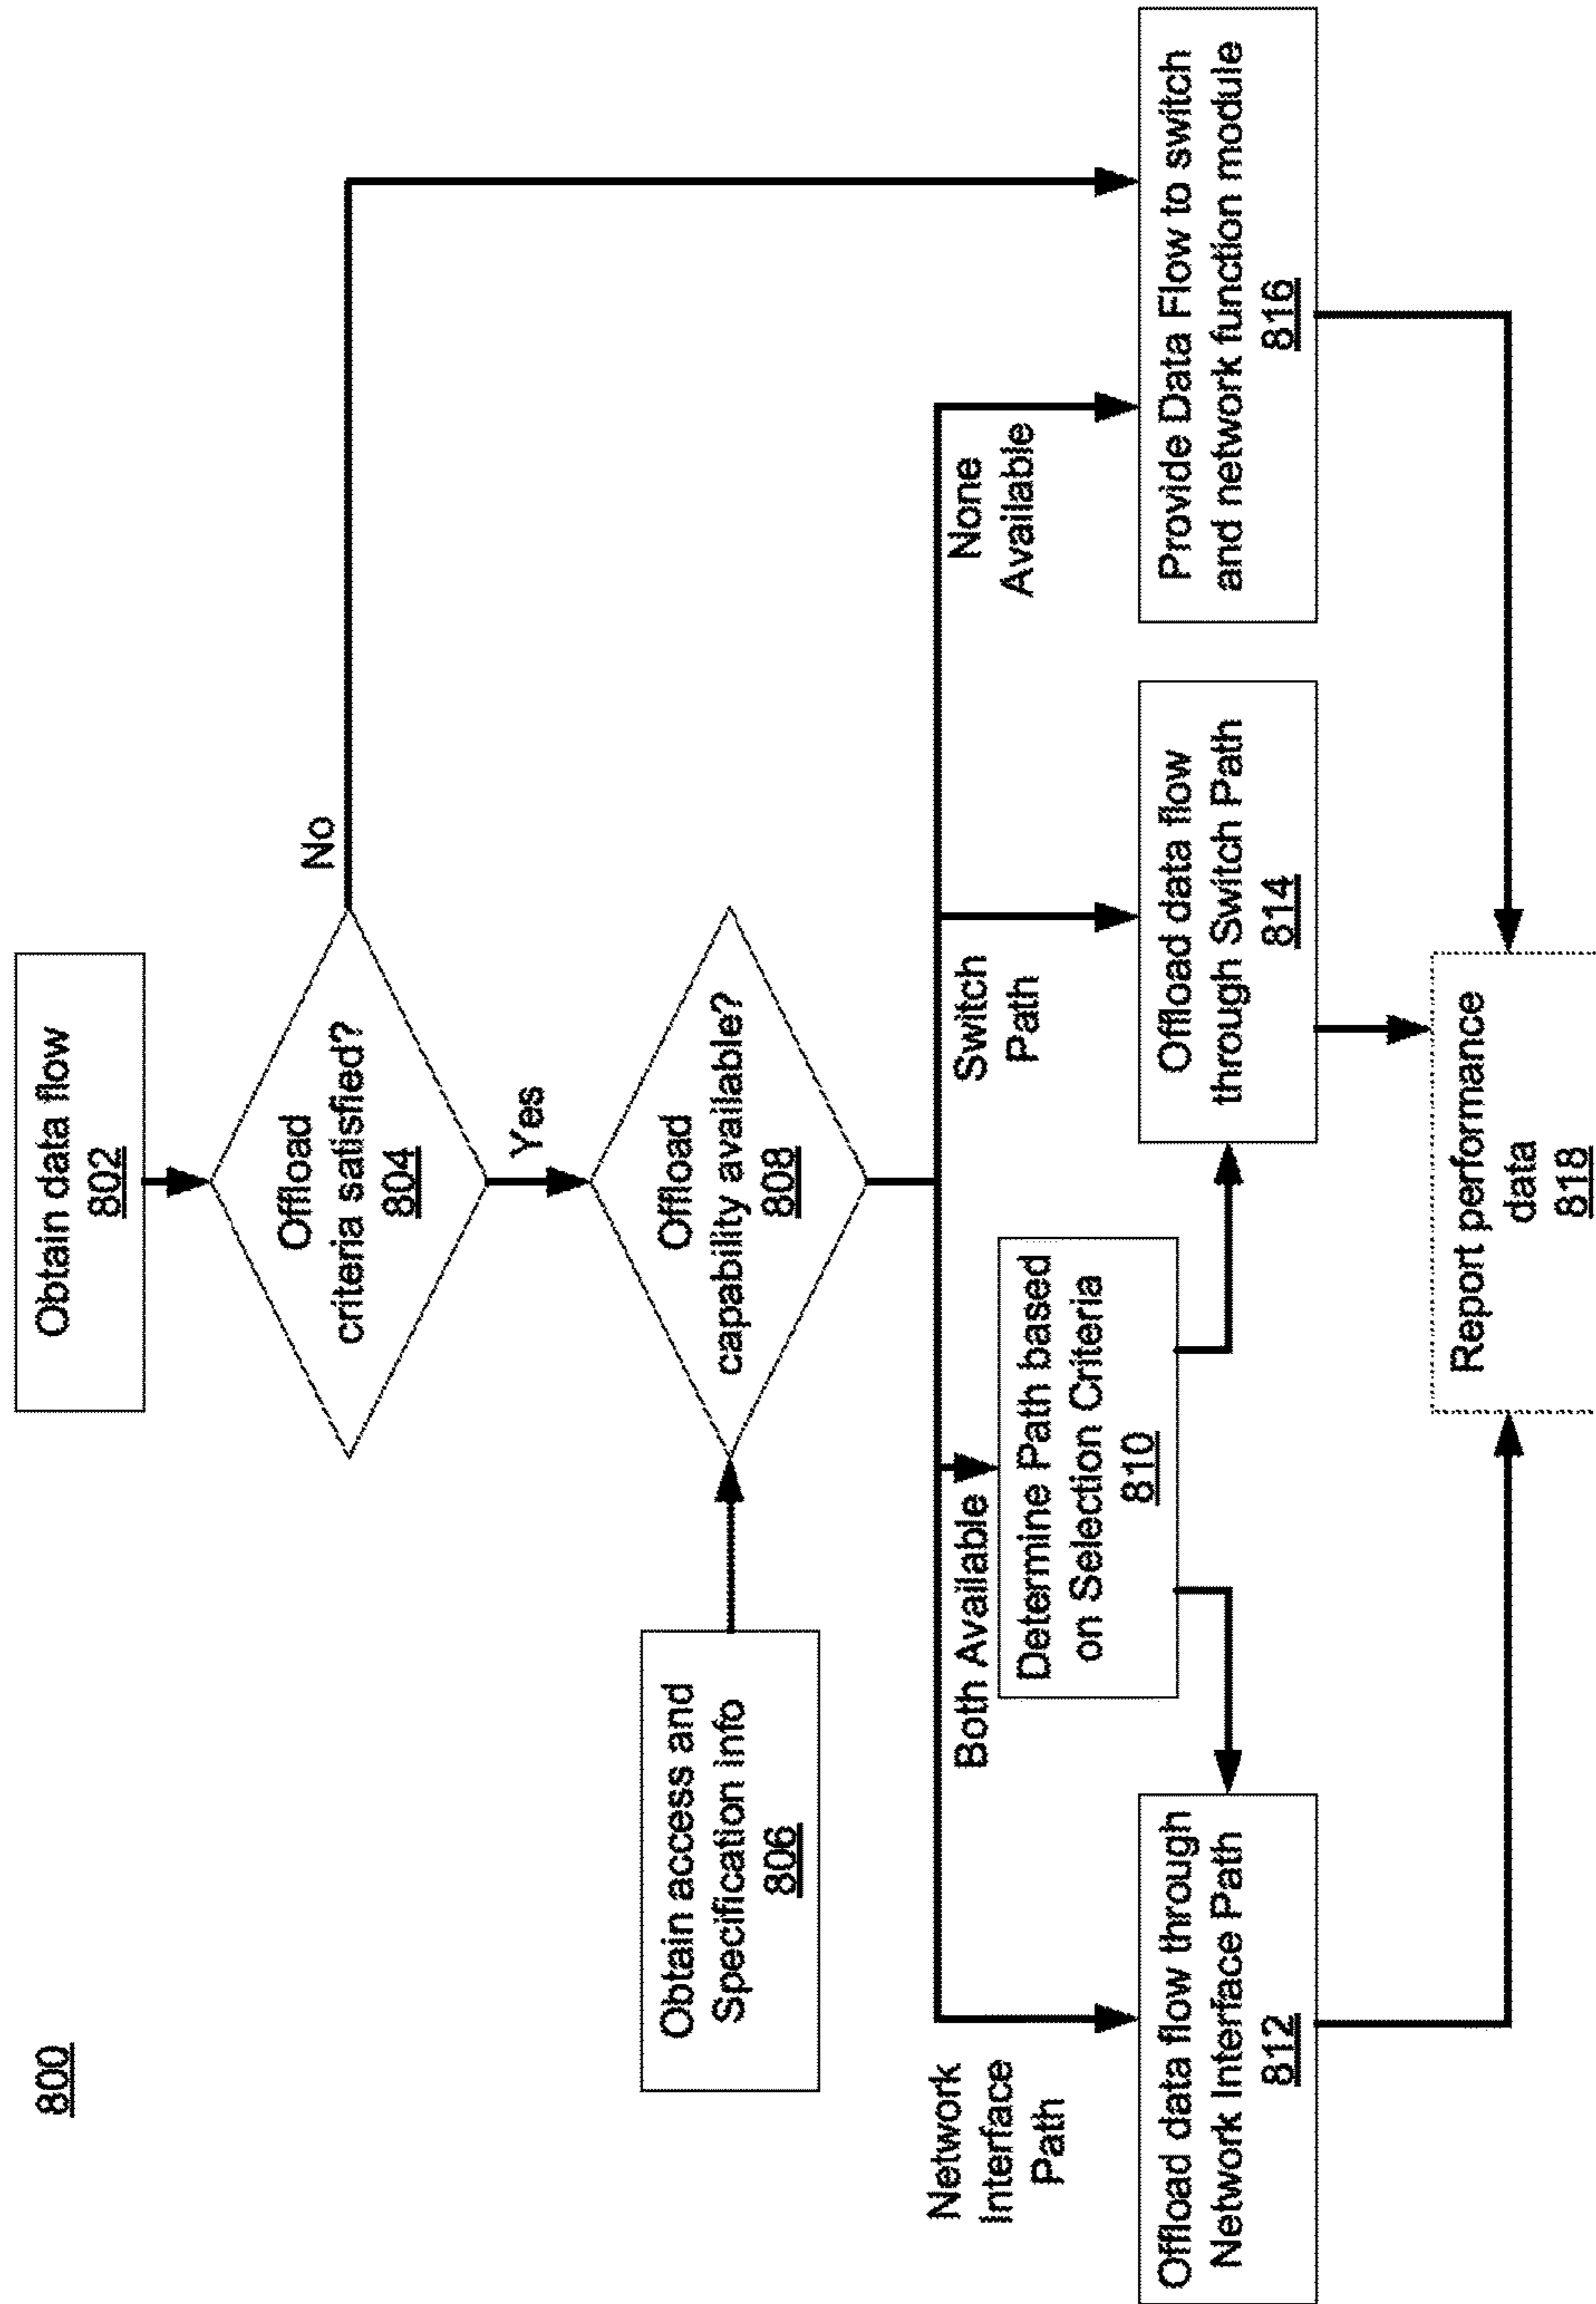 800
Obtain data flow
802
Offload
criteria satisfied?
804
No
Yes
Obtain access and
Specification info
806
Offload
capability available?
808
Network
Interface
Path
Both Available
Switch
Path
None
Available
Determine Path based
on Selection Criteria
810
Offload data flow through
Network Interface Path
812
Offload data flow
through Switch Path
814
Provide Data Flow to switch
and network function module
816
Report performance
data
818